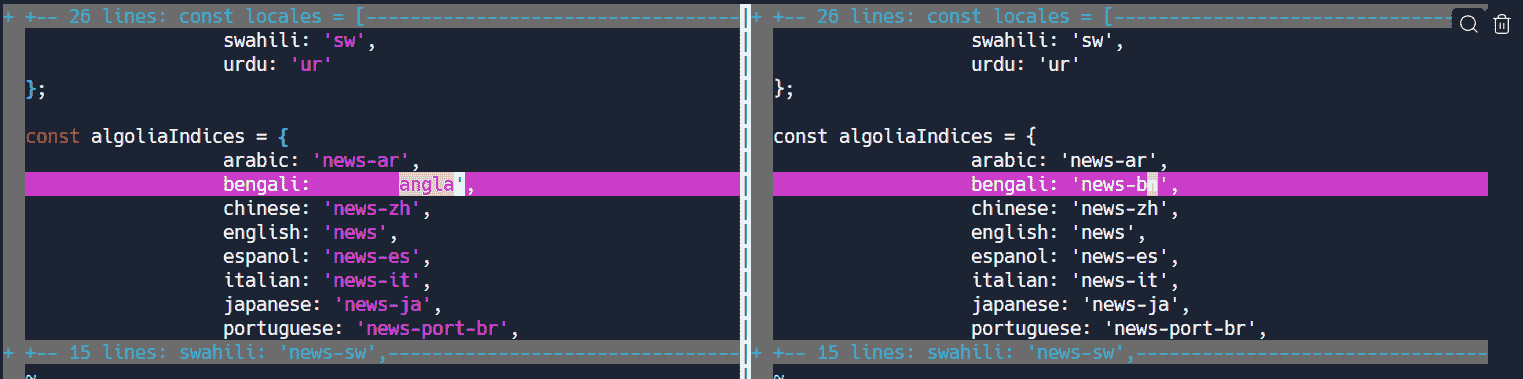 + +-- 26 lines: const locales = [----------------------------------
swahili: 'sw',
urdu: 'ur'
};
const algoliaIndices = {
arabic: 'news-ar',
bengali: angla',
chinese: 'news-zh',
english: 'news',
espanol: 'news-es',
italian: 'news-it',
japanese: 'news-ja',
portuguese: 'news-port-br',
+ +-- 15 lines: swahili: 'news-sw',--------------------------------
~
+ +-- 26 lines: const locales = [----------------------------------
swahili: 'sw',
urdu: 'ur'
};
const algoliaIndices = {
arabic: 'news-ar',
bengali: 'news-bn',
chinese: 'news-zh',
english: 'news',
espanol: 'news-es',
italian: 'news-it',
japanese: 'news-ja',
portuguese: 'news-port-br',
+ +-- 15 lines: swahili: 'news-sw',--------------------------------
~